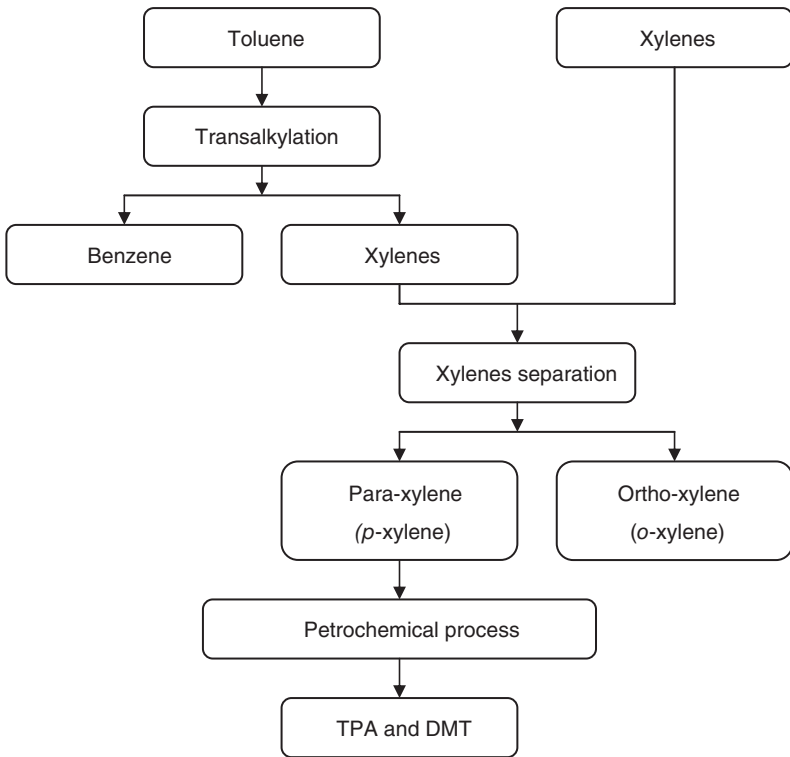 Toluene
Xylenes
Transalkylation
Benzene
Xylenes
Xylenes separation
Para-xylene
(p-xylene)
Ortho-xylene
(o-xylene)
Petrochemical process
TPA and DMT